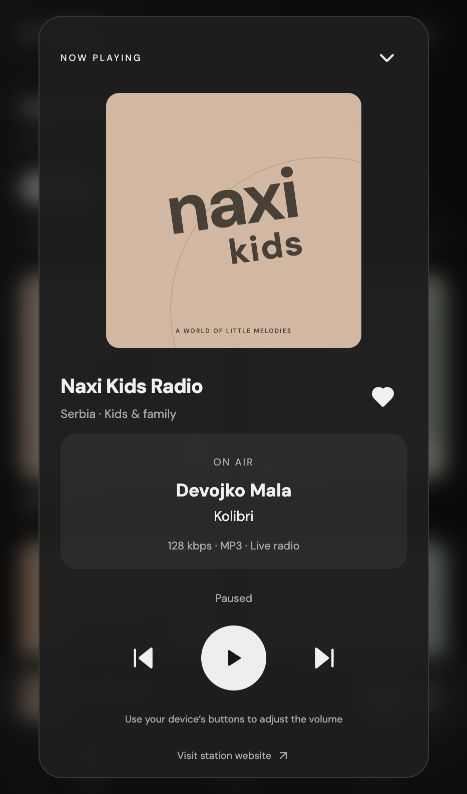 NOW PLAYING
naxi
kids
A WORLD OF LITTLE MELODIES
Naxi Kids Radio
Serbia · Kids & family
ON AIR
Devojko Mala
Kolibri
128 kbps · MP3 · Live radio
Paused
Use your device's buttons to adjust the volume
Visit station website